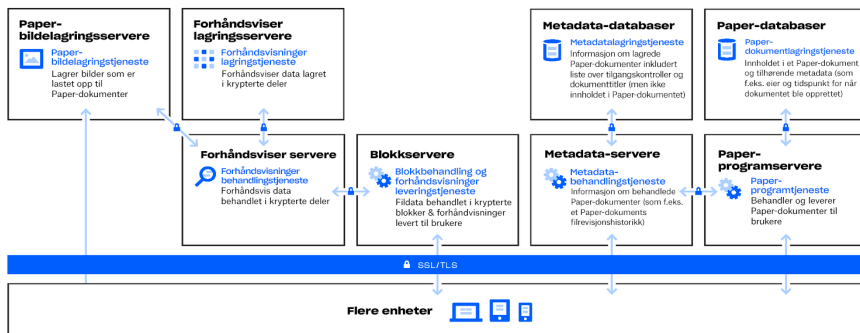 Paper-
bildelagringsservere
Paper-
bildelagringstjeneste
Lagrer bilder som er
lastet opp til
Paper-dokumenter
Forhåndsviser
lagringsservere
Forhåndsvisninger
lagringstjeneste
Forhåndsviser data lagret
i krypterte deler
Metadata-databaser
Metadatalagringstjeneste
Informasjon om lagrede
Paper-dokumenter inkludert
liste over tilgangskontroller og
dokumenttitler (men ikke
innholdet i Paper-dokumentet)
Paper-databaser
Paper-
dokumentlagringstjeneste
Innholdet i et Paper-dokument
og tilhørende metadata (som
f.eks. eier og tidspunkt for når
dokumentet ble opprettet)
Forhåndsviser servere
Forhåndsvisninger
behandlingstjeneste
Forhåndsvis data
behandlet i krypterte deler
Blokkservere
Blokkbehandling og
forhåndsvisninger
leveringstjeneste
Fildata behandlet i krypterte
blokker & forhåndvisninger
levert til brukere
Metadata-servere
Metadata-
behandlingstjeneste
Informasjon om behandlede
Paper-dokumenter (som f.eks.
et Paper-dokuments
filrevisjonshistorikk)
Paper-
programservere
Paper-
programtjeneste
Behandler og leverer
Paper-dokumenter til
brukere
SSL/TLS
Flere enheter